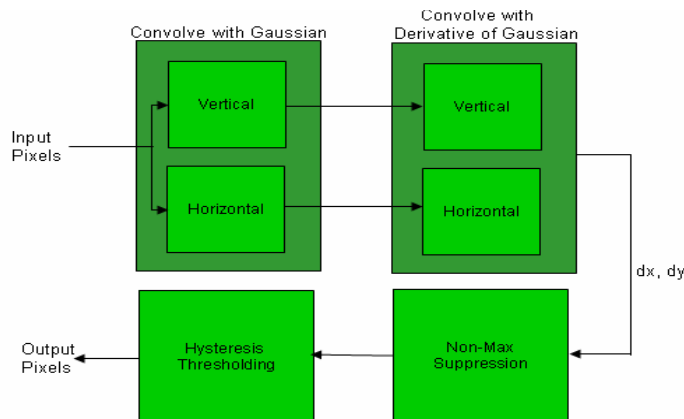 Convolve with Gaussian
Convolve with
Derivative of Gaussian
Vertical
Vertical
Input
Pixels
Horizontal
Horizontal
dx, dy
Output
Pixels
Hysteresis
Thresholding
Non-Max
Suppression